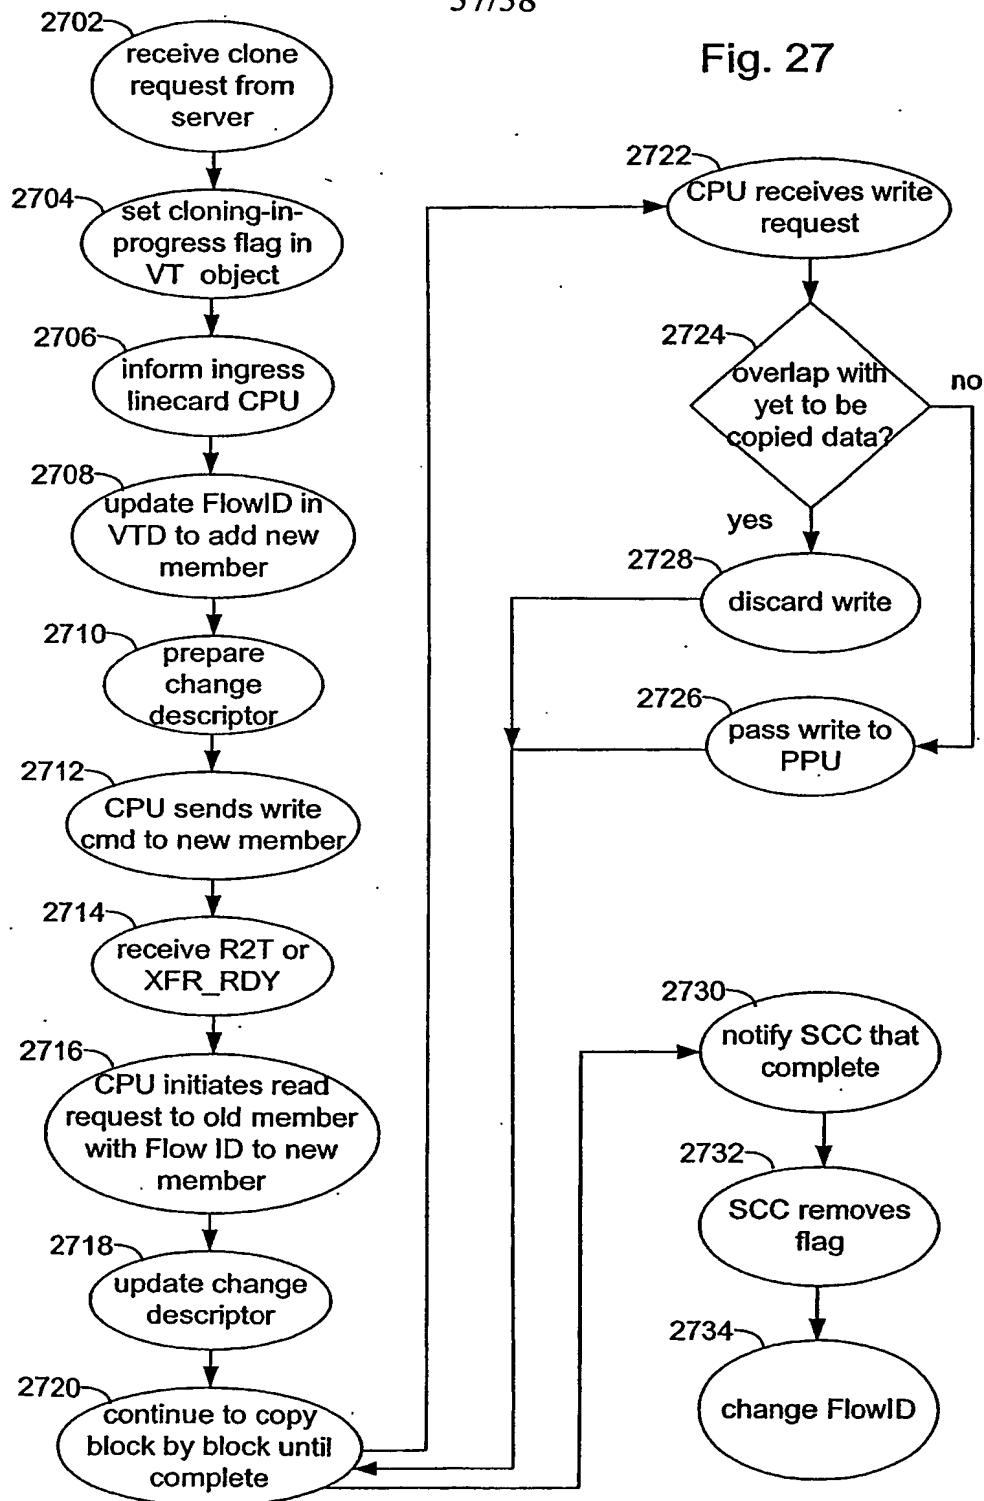 37/38
Fig. 27
2702
receive clone
request from
server
2704
set cloning-in-
progress flag in
VT object
2706
inform ingress
linecard CPU
2708
update FlowID in
VTD to add new
member
2710
prepare
change
descriptor
2712
CPU sends write
cmd to new member
2714
receive R2T or
XFR_RDY
2716
CPU initiates read
request to old member
with Flow ID to new
member
2718
update change
descriptor
2720
continue to copy
block by block until
complete
2722
CPU receives write
request
2724
overlap with
yet to be
copied data?
no
yes
2728
discard write
2726
pass write to
PPU
2730
notify SCC that
complete
2732
SCC removes
flag
2734
change FlowID